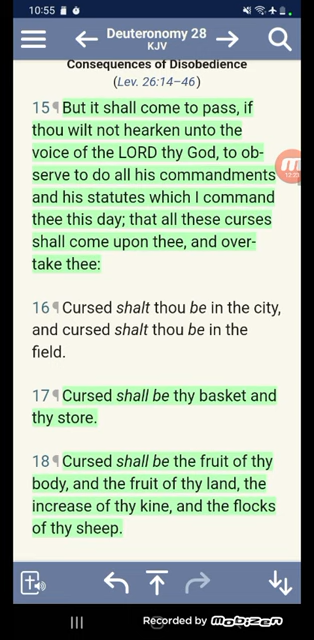 10:55
Deuteronomy 28
KJV
Consequences of Disobedience
(Lev. 26:14–46)
15 ¶ But it shall come to pass, if
thou wilt not hearken unto the
voice of the LORD thy God, to ob-
serve to do all his commandments
and his statutes which I command
thee this day; that all these curses
shall come upon thee, and over-
take thee:
16 ¶ Cursed shalt thou be in the city,
and cursed shalt thou be in the
field.
17 ¶ Cursed shall be thy basket and
thy store.
18 ¶ Cursed shall be the fruit of thy
body, and the fruit of thy land, the
increase of thy kine, and the flocks
of thy sheep.
Recorded by Mobizen